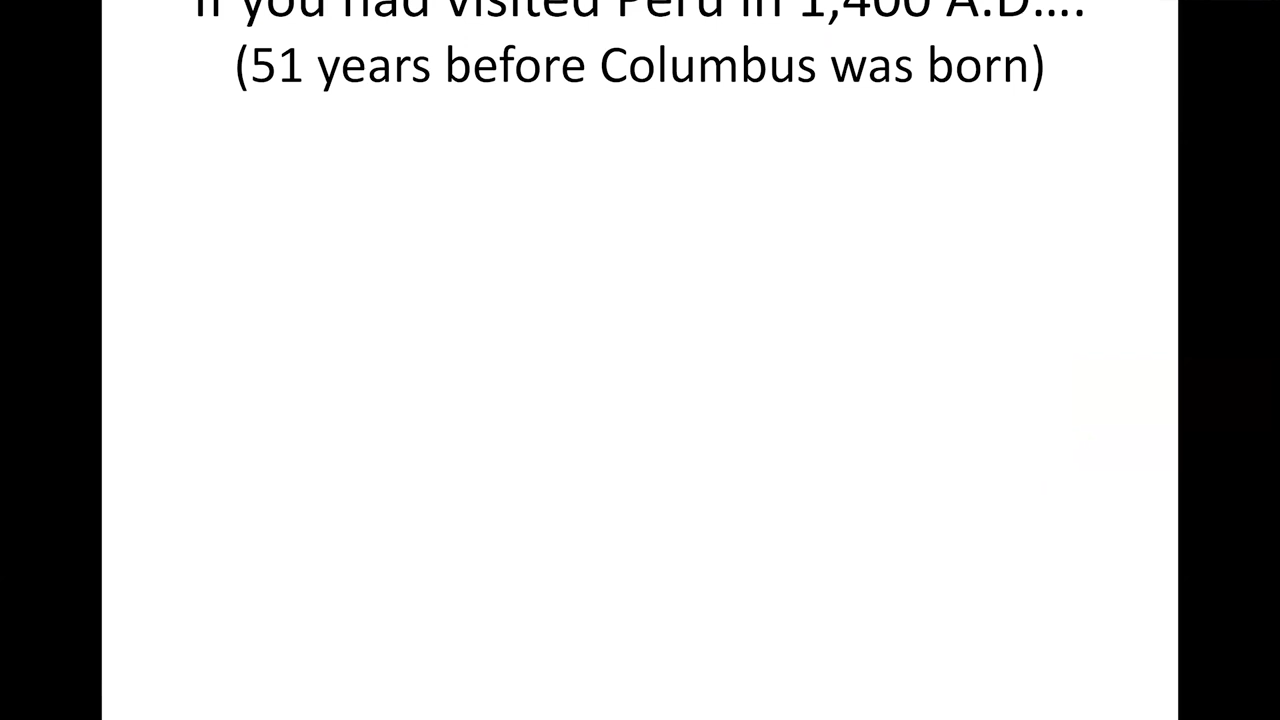 If you had visited Peru in 1,400 A.D....
(51 years before Columbus was born)